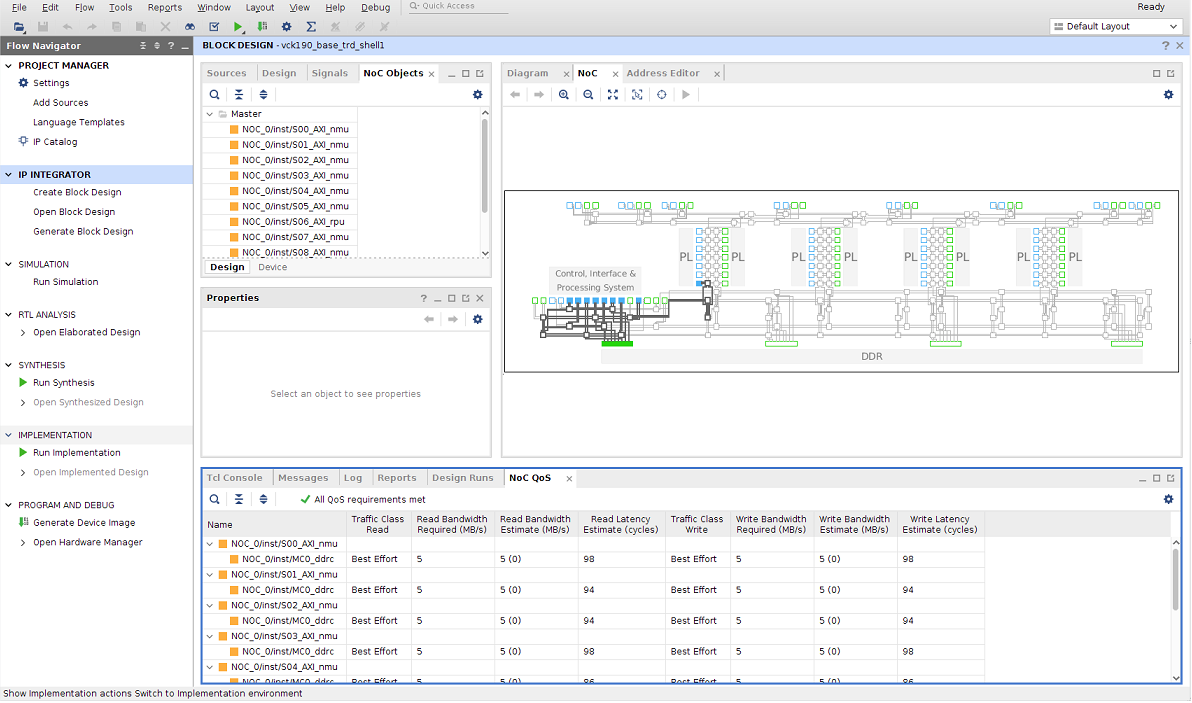 File Edit Flow Tools Reports Window Layout View Help Debug Quick Access Ready
Default Layout
Flow Navigator
PROJECT MANAGER
Settings
Add Sources
Language Templates
IP Catalog
IP INTEGRATOR
Create Block Design
Open Block Design
Generate Block Design
SIMULATION
Run Simulation
RTL ANALYSIS
Open Elaborated Design
SYNTHESIS
Run Synthesis
Open Synthesized Design
IMPLEMENTATION
Run Implementation
Open Implemented Design
PROGRAM AND DEBUG
Generate Device Image
Open Hardware Manager
BLOCK DESIGN - vck190_base_trd_shell1
Sources Design Signals NoC Objects
Master
NOC_0/inst/S00_AXI_nmu
NOC_0/inst/S01_AXI_nmu
NOC_0/inst/S02_AXI_nmu
NOC_0/inst/S03_AXI_nmu
NOC_0/inst/S04_AXI_nmu
NOC_0/inst/S05_AXI_nmu
NOC_0/inst/S06_AXI_rpu
NOC_0/inst/S07_AXI_nmu
NOC_0/inst/S08_AXI_nmu
Design Device
Properties
Select an object to see properties
Diagram NoC Address Editor
PL PL PL PL PL PL PL PL
Control, Interface &
Processing System
DDR
Tcl Console Messages Log Reports Design Runs NoC QoS
All QoS requirements met
Name Traffic Class Read Read Bandwidth Required (MB/s) Read Bandwidth Estimate (MB/s) Read Latency Estimate (cycles) Traffic Class Write Write Bandwidth Required (MB/s) Write Bandwidth Estimate (MB/s) Write Latency Estimate (cycles)
NOC_0/inst/S00_AXI_nmu
NOC_0/inst/MC0_ddrc Best Effort 5 5 (0) 98 Best Effort 5 5 (0) 98
NOC_0/inst/S01_AXI_nmu
NOC_0/inst/MC0_ddrc Best Effort 5 5 (0) 94 Best Effort 5 5 (0) 94
NOC_0/inst/S02_AXI_nmu
NOC_0/inst/MC0_ddrc Best Effort 5 5 (0) 94 Best Effort 5 5 (0) 94
NOC_0/inst/S03_AXI_nmu
NOC_0/inst/MC0_ddrc Best Effort 5 5 (0) 98 Best Effort 5 5 (0) 98
NOC_0/inst/S04_AXI_nmu
NOC_0/inst/MC0_ddrc Best Effort 5 5 (0) Best Effort 5 5 (0)
Show Implementation actions Switch to Implementation environment